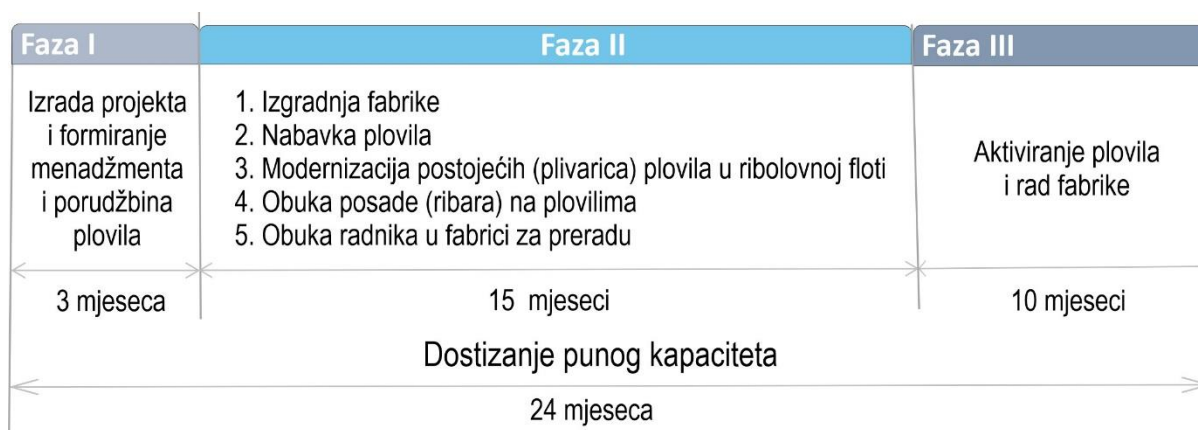 Faza I
Faza II
Faza III
Izrada projekta
i formiranje
menadžmenta
i porudžbina
plovila
1. Izgradnja fabrike
2. Nabavka plovila
3. Modernizacija postojećih (plivarica) plovila u ribolovnoj floti
4. Obuka posade (ribara) na plovilima
5. Obuka radnika u fabrici za preradu
Aktiviranje plovila
i rad fabrike
3 mjeseca
15 mjeseci
10 mjeseci
Dostizanje punog kapaciteta
24 mjeseca